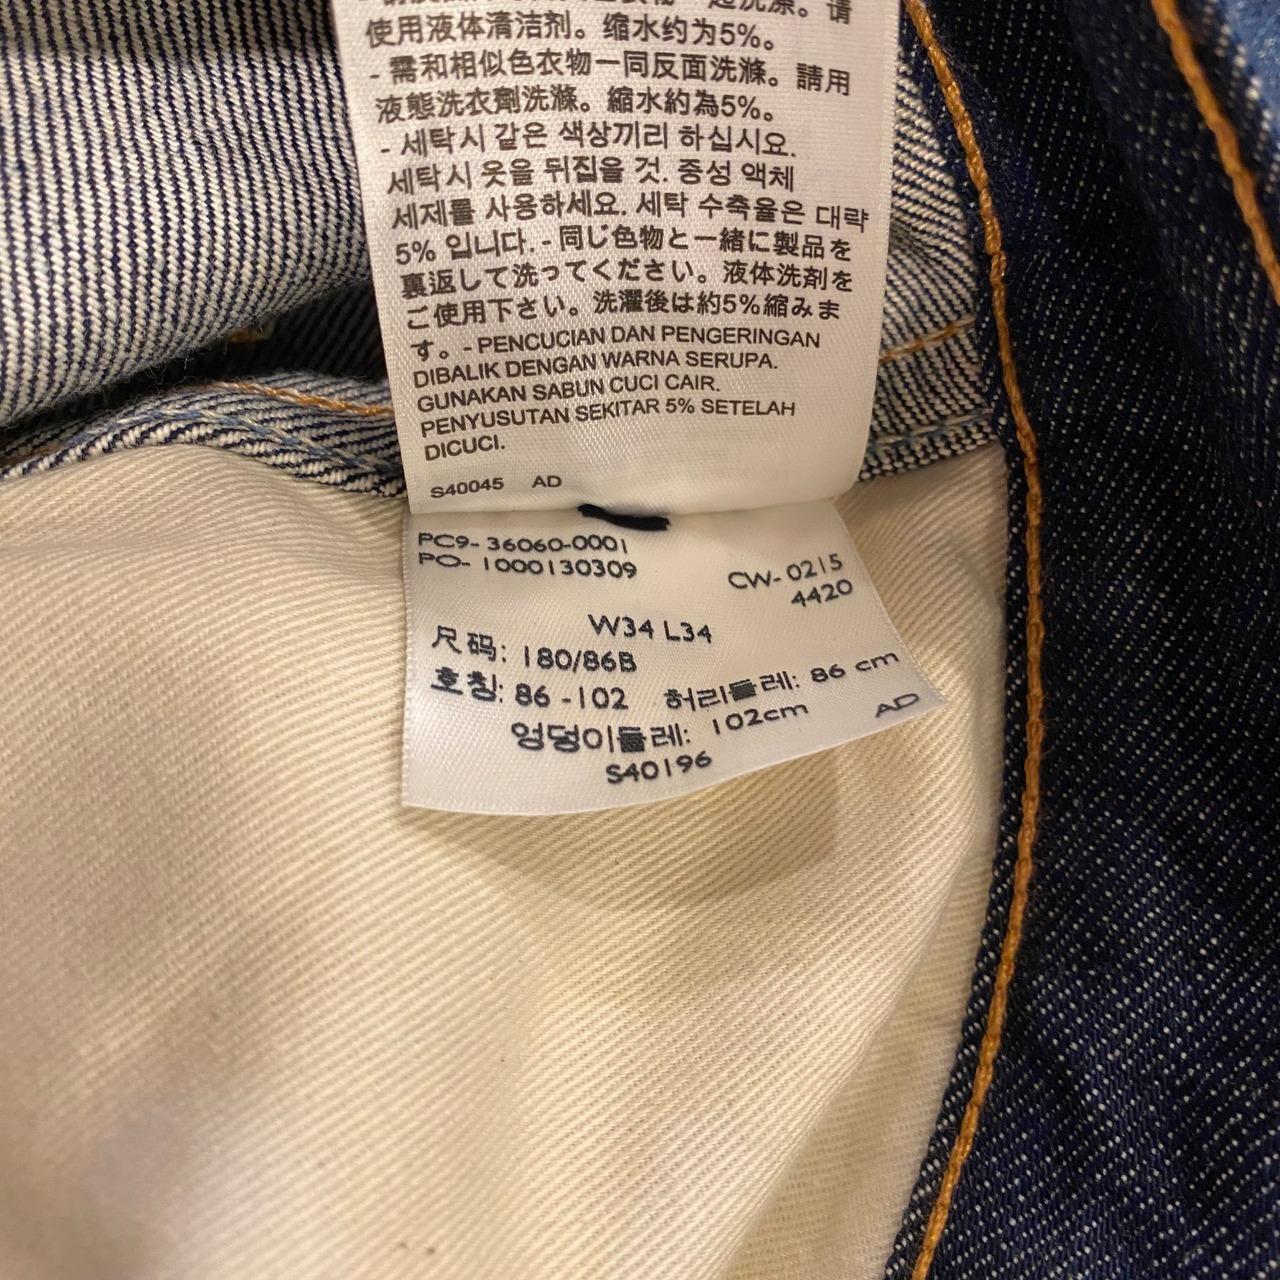 一起洗涤。请
使用液体清洁剂。缩水约为5%。
- 需和相似色衣物一同反面洗滌。請用
液態洗衣劑洗滌。縮水約為5%。
- 세탁시 같은 색상끼리 하십시요.
세탁시 옷을 뒤집을 것. 중성 액체
세제를 사용하세요. 세탁 수축율은 대략
5% 입니다. - 同じ色物と一緒に製品を
裏返して洗ってください。液体洗剤を
ご使用下さい。洗濯後は約5%縮みま
す。- PENCUCIAN DAN PENGERINGAN
DIBALIK DENGAN WARNA SERUPA.
GUNAKAN SABUN CUCI CAIR.
PENYUSUTAN SEKITAR 5% SETELAH
DICUCI.
S40045 AD
PC9- 36060-0001
PO- 1000130309
CW- 0215
4420
W34 L34
尺码: 180/86B
호칭: 86 -102 허리둘레: 86 cm
엉덩이둘레: 102cm AD
S40196